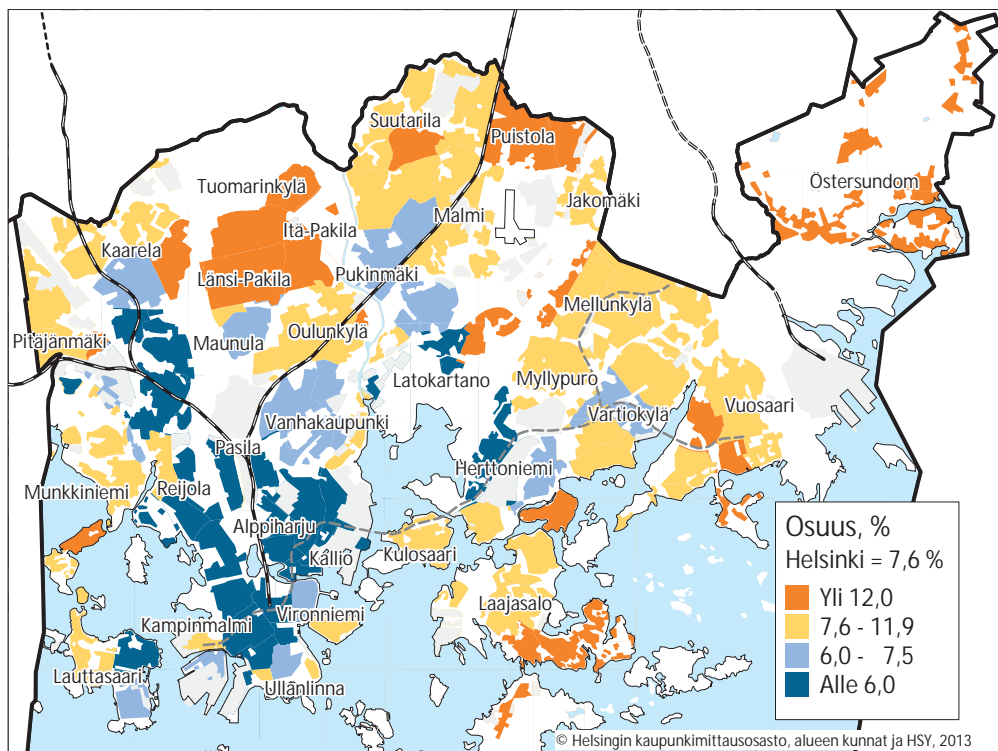 Suutarila
Puistola
Tuomarinkylä
Östersundom
Jakomäki
Malmi
Itä-Pakila
Kaarela
Länsi-Pakila
Pukinmäki
Mellunkylä
Pitäjänmäki
Maunula
Oulunkylä
Latokartano
Myllypuro
Vartiokylä
Vuosaari
Vanhakaupunki
Pasila
Herttoniemi
Munkkiniemi
Reijola
Alppiharju
Kallio
Kulosaari
Laajasalo
Kampinmalmi
Vironniemi
Lauttasaari
Ullanlinna
Osuus, %
Helsinki = 7,6 %
Yli 12,0
7,6 - 11,9
6,0 - 7,5
Alle 6,0
© Helsingin kaupunkimittausosasto, alueen kunnat ja HSY, 2013